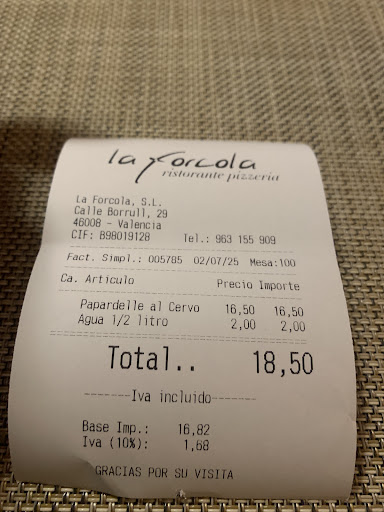 la Forcola
ristorante pizzeria
La Forcola, S.L.
Calle Borrull, 29
46008 - Valencia
CIF: B98019128 Tel.: 963 155 909
Fact. Simpl.: 005785 02/07/25 Mesa:100
Ca. Articulo Precio Importe
Papardelle al Cervo 16,50 16,50
Agua 1/2 litro 2,00 2,00
Total.. 18,50
--------Iva incluido--------
Base Imp.: 16,82
Iva (10%): 1,68
GRACIAS POR SU VISITA